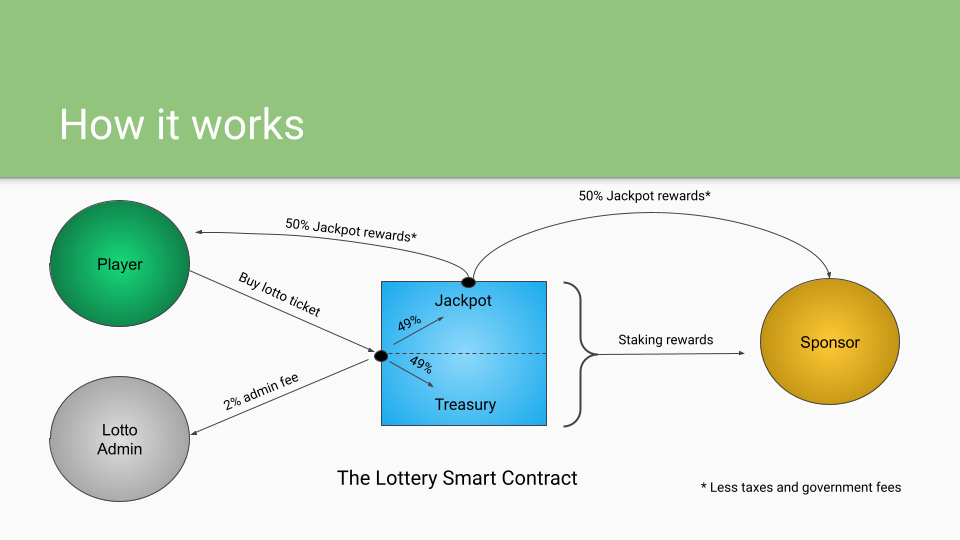 How it works
50% Jackpot rewards*
50% Jackpot rewards*
Player
Buy lotto ticket
Jackpot
49%
Staking rewards
Sponsor
49%
2% admin fee
Treasury
Lotto
Admin
The Lottery Smart Contract
* Less taxes and government fees